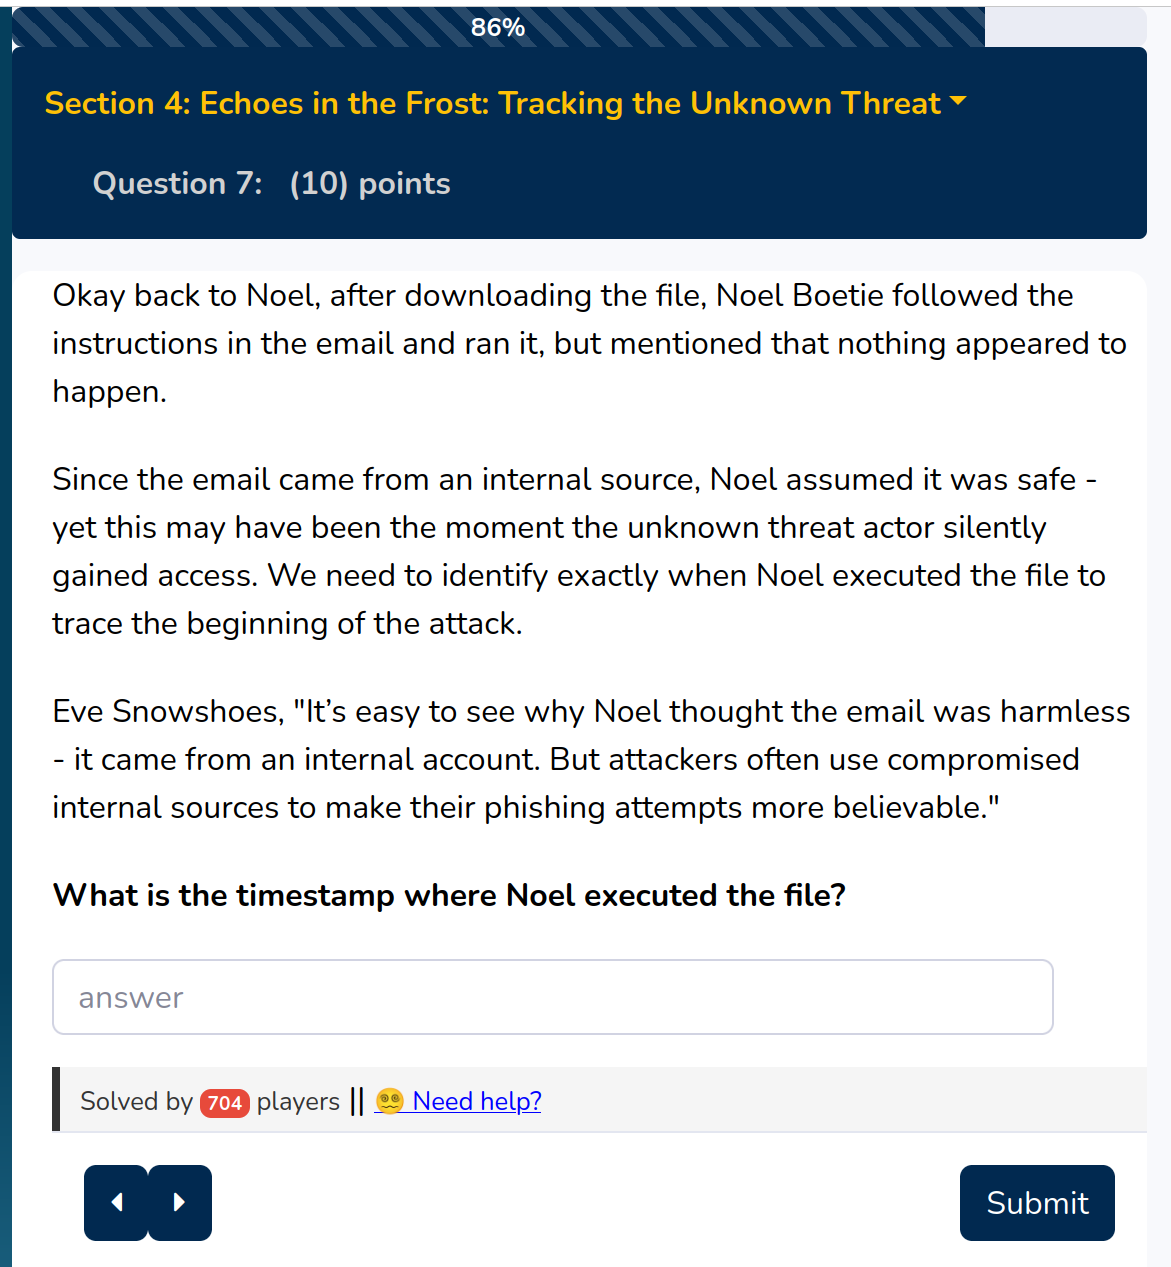 86%
Section 4: Echoes in the Frost: Tracking the Unknown Threat
Question 7: (10) points
Okay back to Noel, after downloading the file, Noel Boetie followed the
instructions in the email and ran it, but mentioned that nothing appeared to
happen.
Since the email came from an internal source, Noel assumed it was safe -
yet this may have been the moment the unknown threat actor silently
gained access. We need to identify exactly when Noel executed the file to
trace the beginning of the attack.
Eve Snowshoes, "It’s easy to see why Noel thought the email was harmless
- it came from an internal account. But attackers often use compromised
internal sources to make their phishing attempts more believable."
What is the timestamp where Noel executed the file?
answer
Solved by 704 players || 😵‍💫 Need help?
Submit